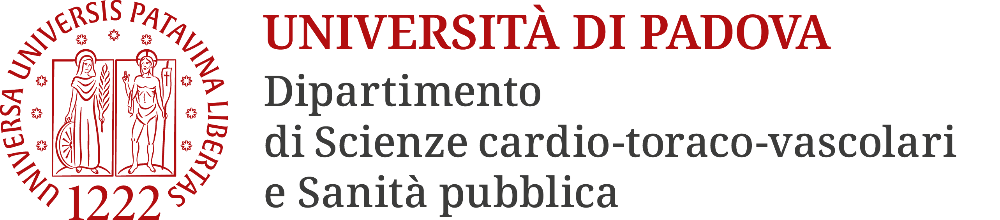 UNIVERSA UNIVERSIS PATAVINA LIBERTAS
1222
UNIVERSITÀ DI PADOVA
Dipartimento
di Scienze cardio-toraco-vascolari
e Sanità pubblica